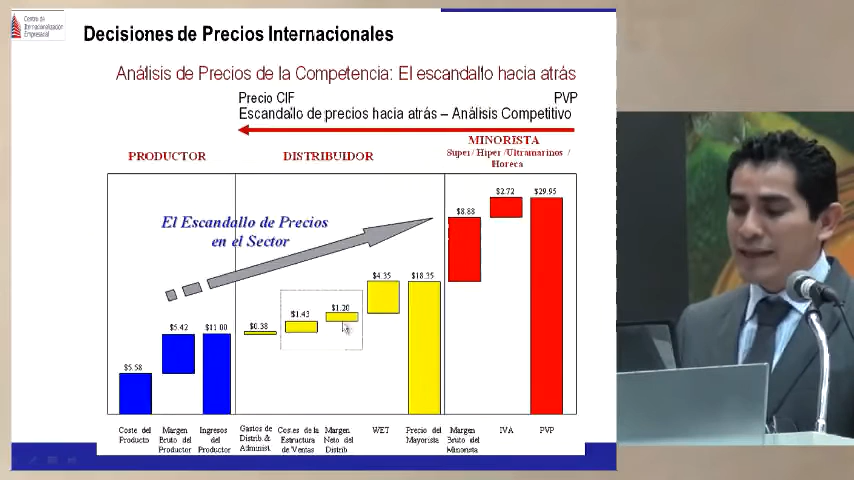 Centro de
Internacionalización
Empresarial
Decisiones de Precios Internacionales
Análisis de Precios de la Competencia: El escandallo hacia atrás
Precio CIF
PVP
Escandallo de precios hacia atrás – Análisis Competitivo
PRODUCTOR
DISTRIBUIDOR
MINORISTA
Super/ Hiper /Ultramarinos /
Horeca
El Escandallo de Precios
en el Sector
$5.58
$5.42
$11.00
$0.38
$1.43
$1.20
$4.35
$18.35
$8.88
$2.72
$29.95
Coste del
Producto
Margen
Bruto del
Productor
Ingresos
del
Productor
Gastos de
Distrib.&
Administ.
Costes de la
Estructura
de Ventas
Margen
Neto del
Distrib
WET
Precio del
Mayorista
Margen
Bruto del
Minorista
IVA
PVP